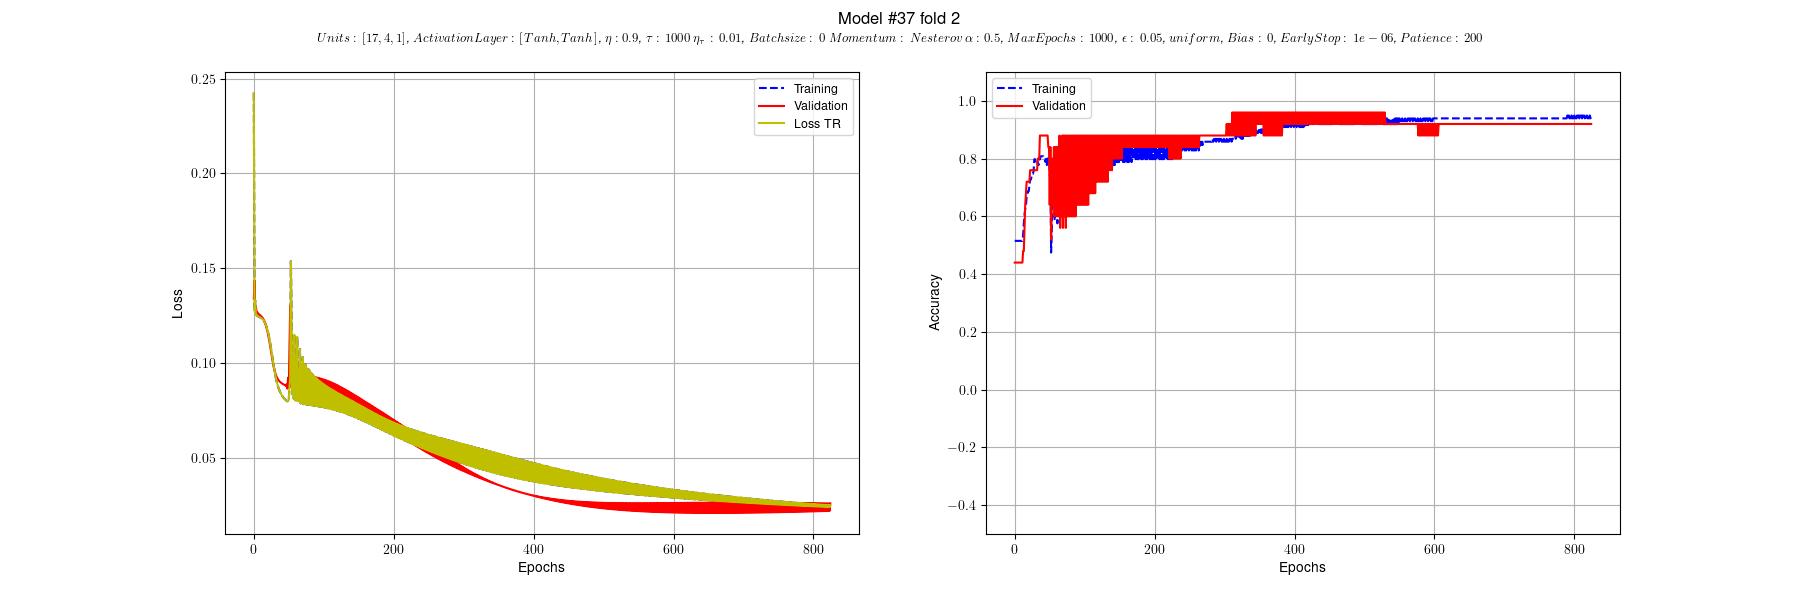 Model #37 fold 2
Units : [17, 4, 1], ActivationLayer : [Tanh, Tanh], η : 0.9, τ : 1000 ητ : 0.01, Batchsize : 0 Momentum : Nesterov α : 0.5, MaxEpochs : 1000, ϵ : 0.05, uniform, Bias : 0, EarlyStop : 1e − 06, Patience : 200
0.25
0.20
0.15
0.10
0.05
Loss
0 200 400 600 800
Epochs
Training
Validation
Loss TR
1.0
0.8
0.6
0.4
0.2
0.0
−0.2
−0.4
Accuracy
0 200 400 600 800
Epochs
Training
Validation